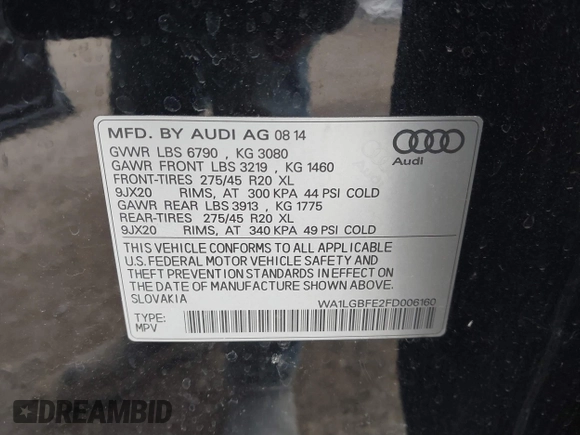 MFD. BY AUDI AG 08 14
GVWR LBS 6790 , KG 3080
GAWR FRONT LBS 3219 , KG 1460
FRONT-TIRES 275/45 R20 XL
9JX20 RIMS, AT 300 KPA 44 PSI COLD
GAWR REAR LBS 3913 , KG 1775
REAR-TIRES 275/45 R20 XL
9JX20 RIMS, AT 340 KPA 49 PSI COLD
Audi
THIS VEHICLE CONFORMS TO ALL APPLICABLE
U.S. FEDERAL MOTOR VEHICLE SAFETY AND
THEFT PREVENTION STANDARDS IN EFFECT ON
THE DATE OF MANUFACTURE SHOWN ABOVE.
SLOVAKIA
WA1LGBFE2FD006160
TYPE:
MPV
DREAMBID